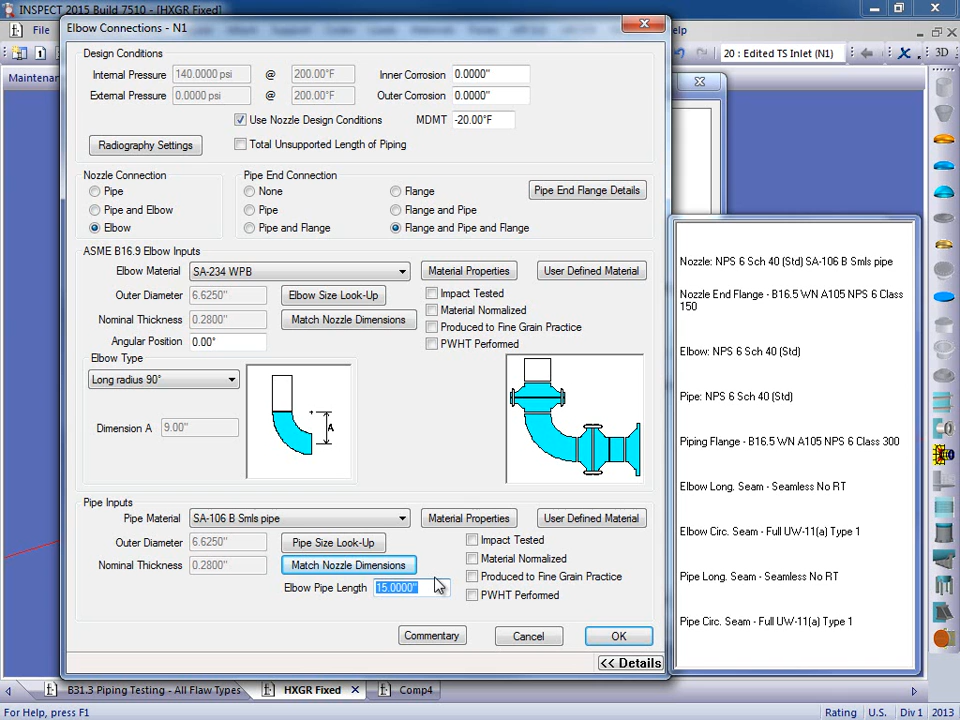 INSPECT 2015 Build 7510 - [HXGR Fixed]
File
Help
20 : Edited TS Inlet (N1)
3D
Maintenan
Elbow Connections - N1
Design Conditions
Internal Pressure 140.0000 psi @ 200.00°F Inner Corrosion 0.0000"
External Pressure 0.0000 psi @ 200.00°F Outer Corrosion 0.0000"
Use Nozzle Design Conditions MDMT -20.00°F
Radiography Settings Total Unsupported Length of Piping
Nozzle Connection
Pipe
Pipe and Elbow
Elbow
Pipe End Connection
None Flange Pipe End Flange Details
Pipe Flange and Pipe
Pipe and Flange Flange and Pipe and Flange
ASME B16.9 Elbow Inputs
Elbow Material SA-234 WPB Material Properties User Defined Material
Outer Diameter 6.6250" Elbow Size Look-Up Impact Tested
Material Normalized
Nominal Thickness 0.2800" Match Nozzle Dimensions Produced to Fine Grain Practice
Angular Position 0.00° PWHT Performed
Elbow Type
Long radius 90°
A
Dimension A 9.00"
Pipe Inputs
Pipe Material SA-106 B Smls pipe Material Properties User Defined Material
Outer Diameter 6.6250" Pipe Size Look-Up Impact Tested
Material Normalized
Nominal Thickness 0.2800" Match Nozzle Dimensions Produced to Fine Grain Practice
Elbow Pipe Length 15.0000" PWHT Performed
Commentary Cancel OK
<< Details
Nozzle: NPS 6 Sch 40 (Std) SA-106 B Smls pipe
Nozzle End Flange - B16.5 WN A105 NPS 6 Class
150
Elbow: NPS 6 Sch 40 (Std)
Pipe: NPS 6 Sch 40 (Std)
Piping Flange - B16.5 WN A105 NPS 6 Class 300
Elbow Long. Seam - Seamless No RT
Elbow Circ. Seam - Full UW-11(a) Type 1
Pipe Long. Seam - Seamless No RT
Pipe Circ. Seam - Full UW-11(a) Type 1
B31.3 Piping Testing - All Flaw Types HXGR Fixed Comp4
For Help, press F1 Rating U.S. Div 1 2013